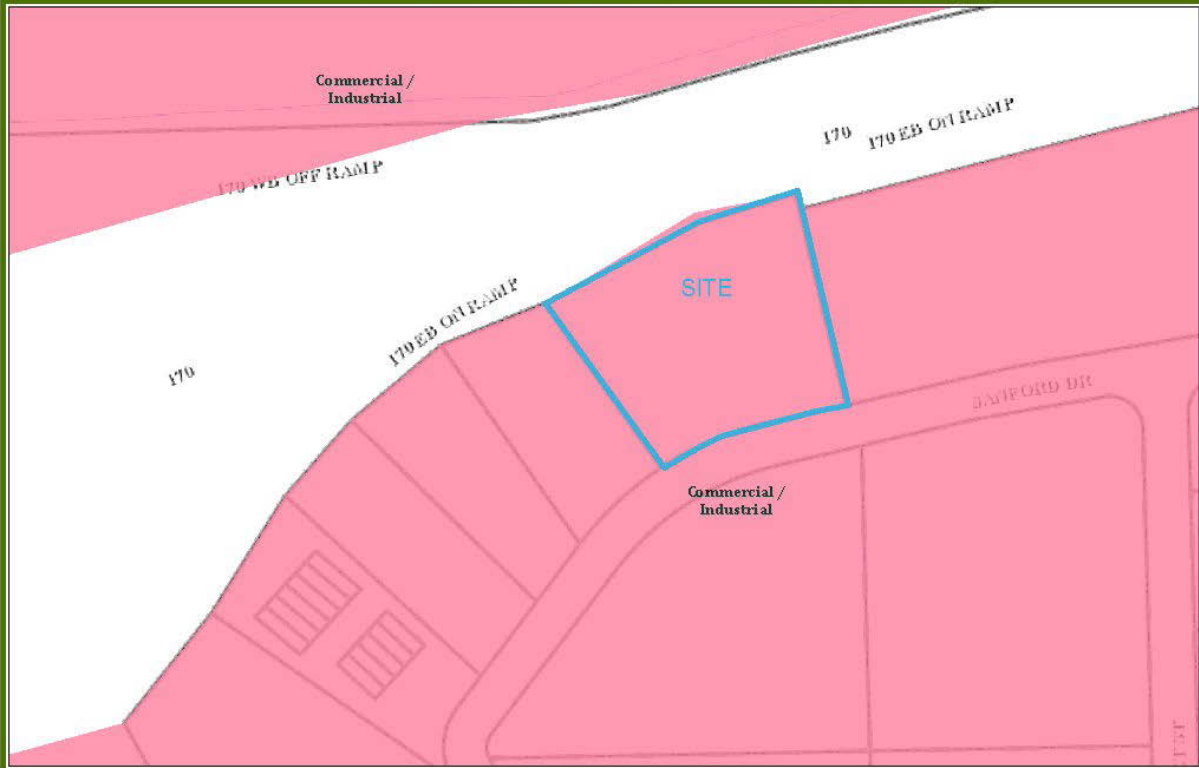 Commercial /
Industrial
170
170 EB ON RAMP
170 WB OFF RAMP
SITE
170 EB ON RAMP
170
SANFORD DR
Commercial /
Industrial